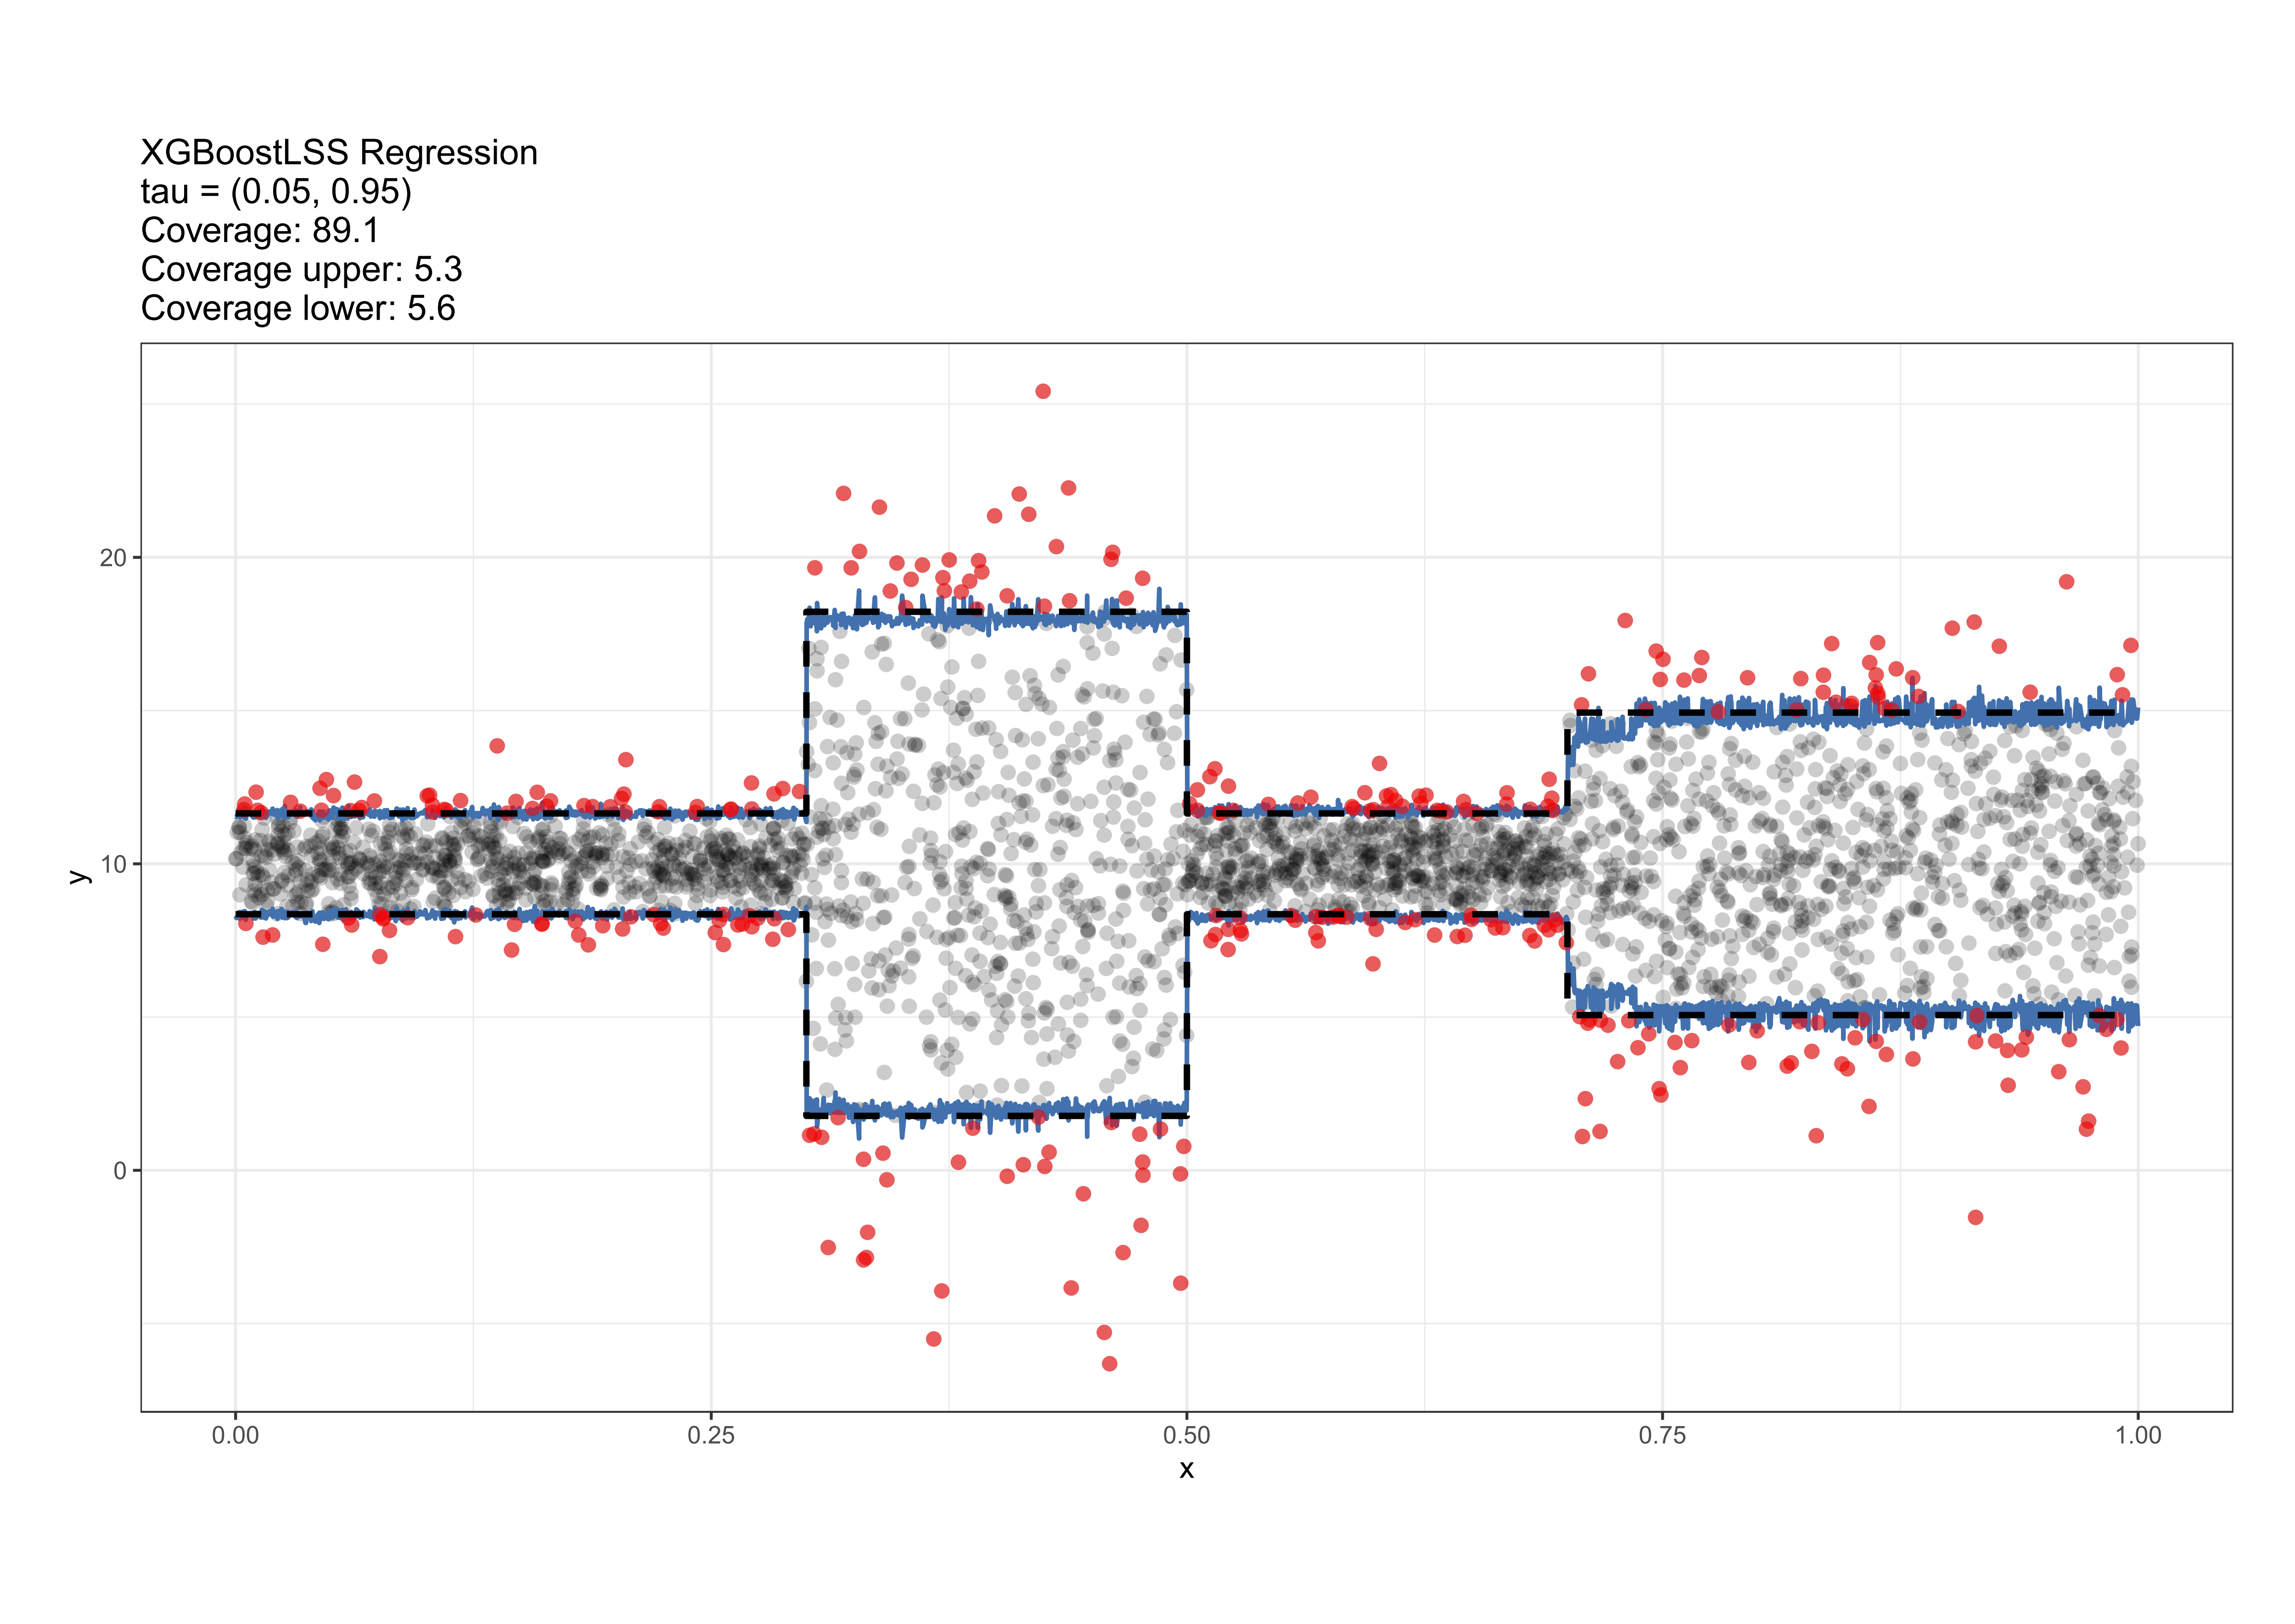 XGBoostLSS Regression
tau = (0.05, 0.95)
Coverage: 89.1
Coverage upper: 5.3
Coverage lower: 5.6
20
10
0
y
0.00 0.25 0.50 0.75 1.00
x